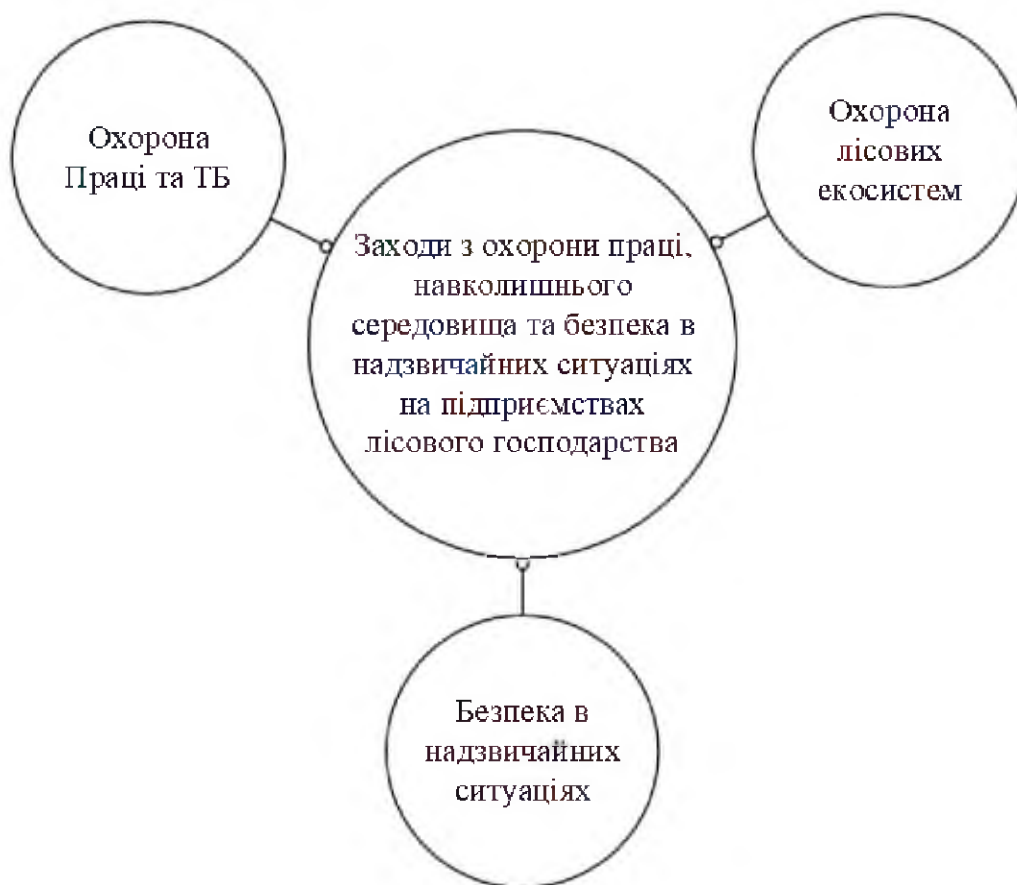 Охорона
Праці та ТБ
Охорона
лісових
екосистем
Заходи з охорони праці,
навколишнього
середовища та безпека в
надзвичайних ситуаціях
на підприємствах
лісового господарства
Безпека в
надзвичайних
ситуаціях